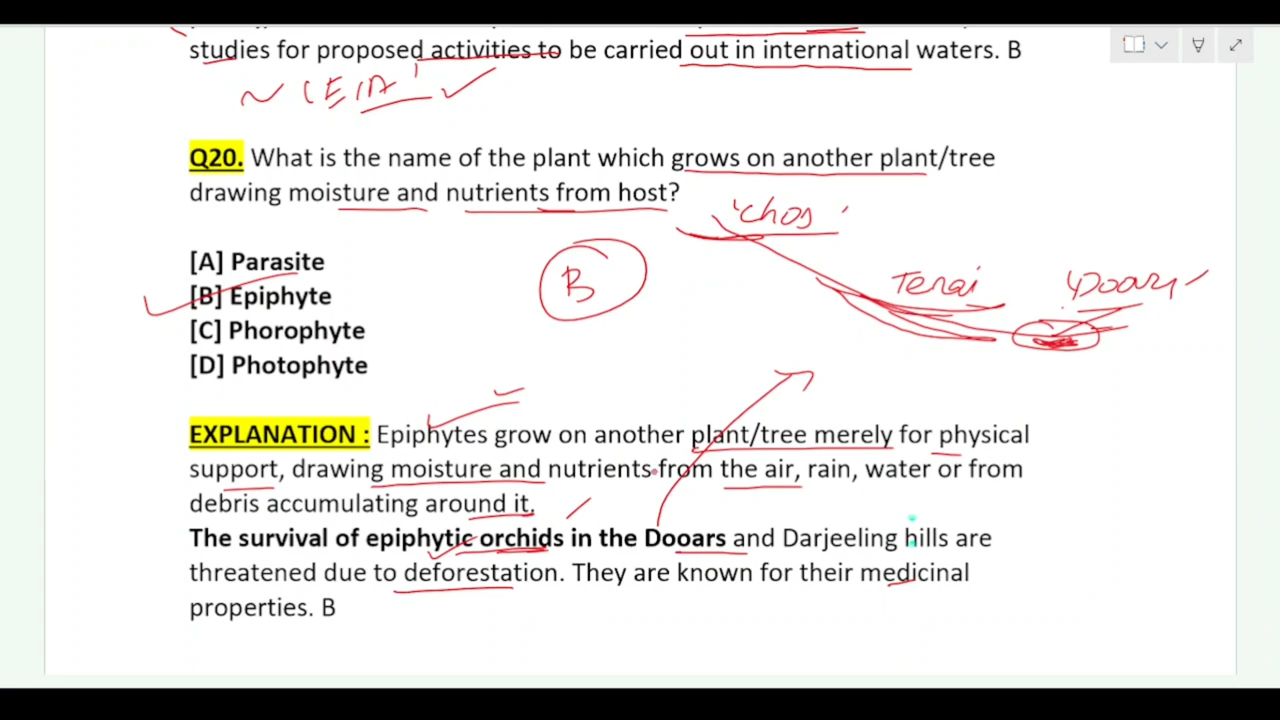 studies for proposed activities to be carried out in international waters. B
~ 'CEIA'
Q20. What is the name of the plant which grows on another plant/tree
drawing moisture and nutrients from host?
'Chos'
[A] Parasite
B
Terai
'Dooars'
[B] Epiphyte
[C] Phorophyte
[D] Photophyte
EXPLANATION : Epiphytes grow on another plant/tree merely for physical
support, drawing moisture and nutrients from the air, rain, water or from
debris accumulating around it.
The survival of epiphytic orchids in the Dooars and Darjeeling hills are
threatened due to deforestation. They are known for their medicinal
properties. B